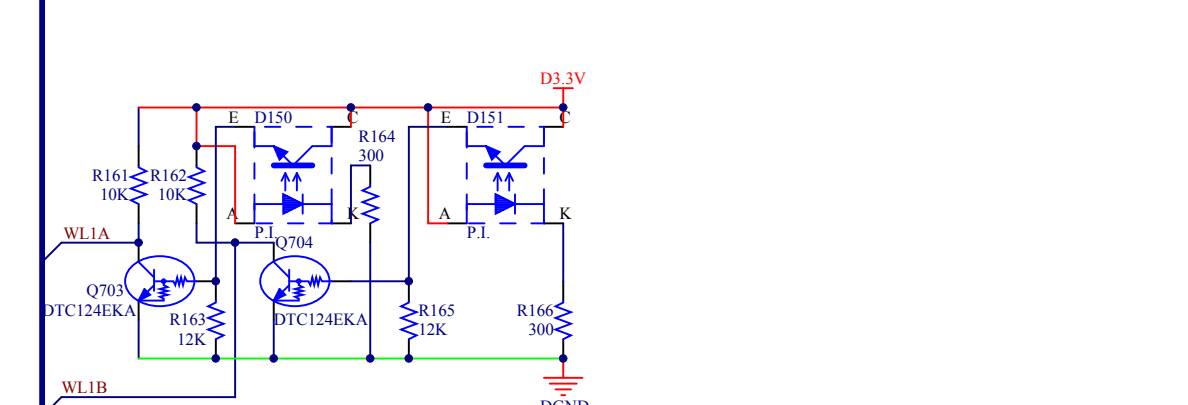 D3.3V
E D150 C
E D151 C
R164
300
R161 R162
10K 10K
A K
A K
P.I.
P.I.
WL1A
Q704
Q703
DTC124EKA
R163
12K
DTC124EKA
R165
12K
R166
300
WL1B
DGND